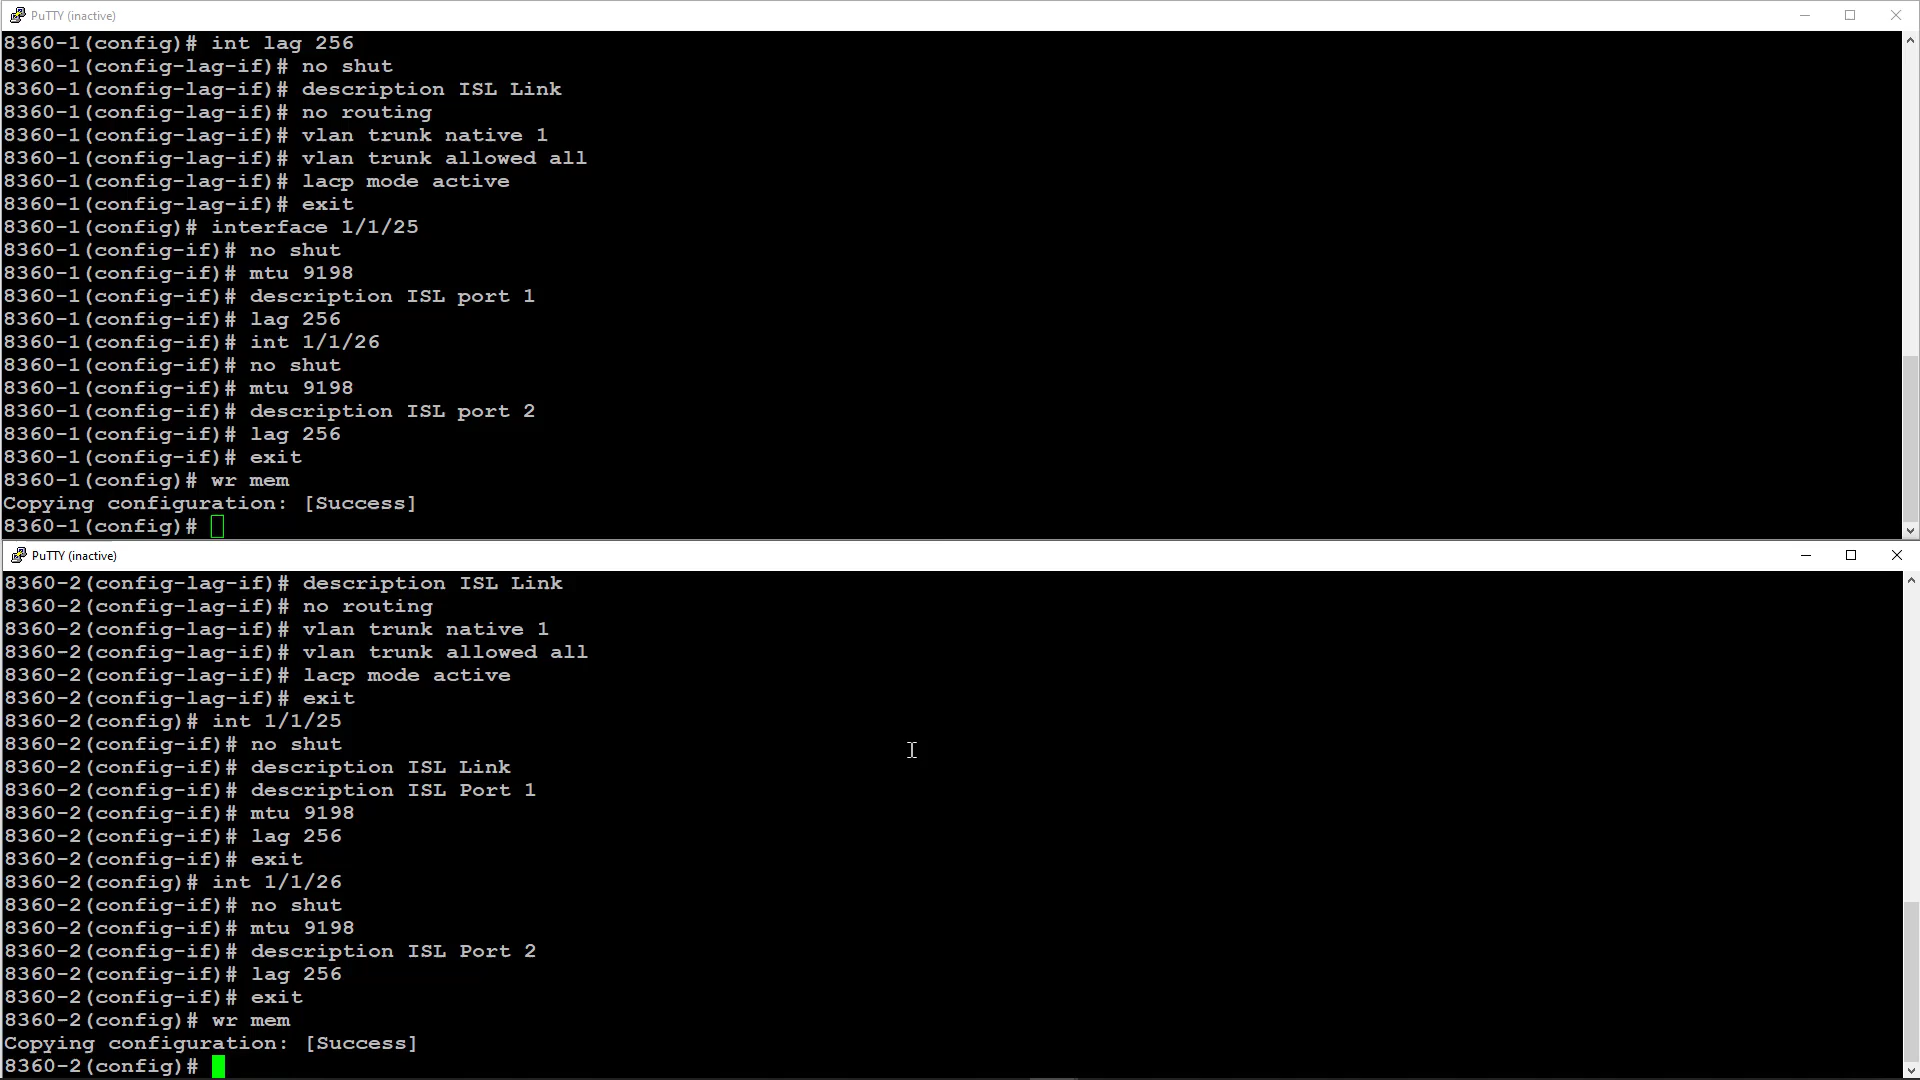 PuTTY (inactive)
8360-1(config)# int lag 256
8360-1(config-lag-if)# no shut
8360-1(config-lag-if)# description ISL Link
8360-1(config-lag-if)# no routing
8360-1(config-lag-if)# vlan trunk native 1
8360-1(config-lag-if)# vlan trunk allowed all
8360-1(config-lag-if)# lacp mode active
8360-1(config-lag-if)# exit
8360-1(config)# interface 1/1/25
8360-1(config-if)# no shut
8360-1(config-if)# mtu 9198
8360-1(config-if)# description ISL port 1
8360-1(config-if)# lag 256
8360-1(config-if)# int 1/1/26
8360-1(config-if)# no shut
8360-1(config-if)# mtu 9198
8360-1(config-if)# description ISL port 2
8360-1(config-if)# lag 256
8360-1(config-if)# exit
8360-1(config)# wr mem
Copying configuration: [Success]
8360-1(config)#
PuTTY (inactive)
8360-2(config-lag-if)# description ISL Link
8360-2(config-lag-if)# no routing
8360-2(config-lag-if)# vlan trunk native 1
8360-2(config-lag-if)# vlan trunk allowed all
8360-2(config-lag-if)# lacp mode active
8360-2(config-lag-if)# exit
8360-2(config)# int 1/1/25
8360-2(config-if)# no shut
8360-2(config-if)# description ISL Link
8360-2(config-if)# description ISL Port 1
8360-2(config-if)# mtu 9198
8360-2(config-if)# lag 256
8360-2(config-if)# exit
8360-2(config)# int 1/1/26
8360-2(config-if)# no shut
8360-2(config-if)# mtu 9198
8360-2(config-if)# description ISL Port 2
8360-2(config-if)# lag 256
8360-2(config-if)# exit
8360-2(config)# wr mem
Copying configuration: [Success]
8360-2(config)#